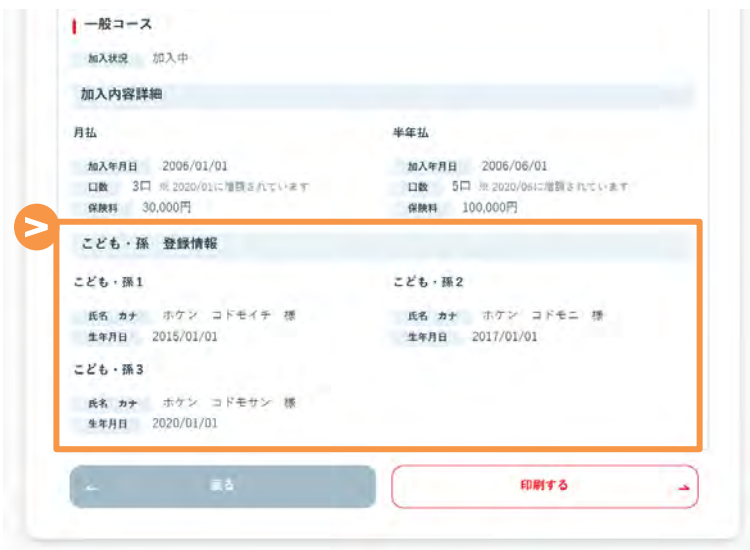 一般コース
加入状況 加入中
加入内容詳細
月払
加入年月日 2006/01/01
口数 3口 ※ 2020/01に増額されています
保険料 30,000円
半年払
加入年月日 2006/06/01
口数 5口 ※ 2020/06に増額されています
保険料 100,000円
V
こども・孫 登録情報
こども・孫1
氏名 カナ ホケン コドモイチ 様
生年月日 2015/01/01
こども・孫2
氏名 カナ ホケン コドモニ 様
生年月日 2017/01/01
こども・孫3
氏名 カナ ホケン コドモサン 様
生年月日 2020/01/01
戻る
印刷する